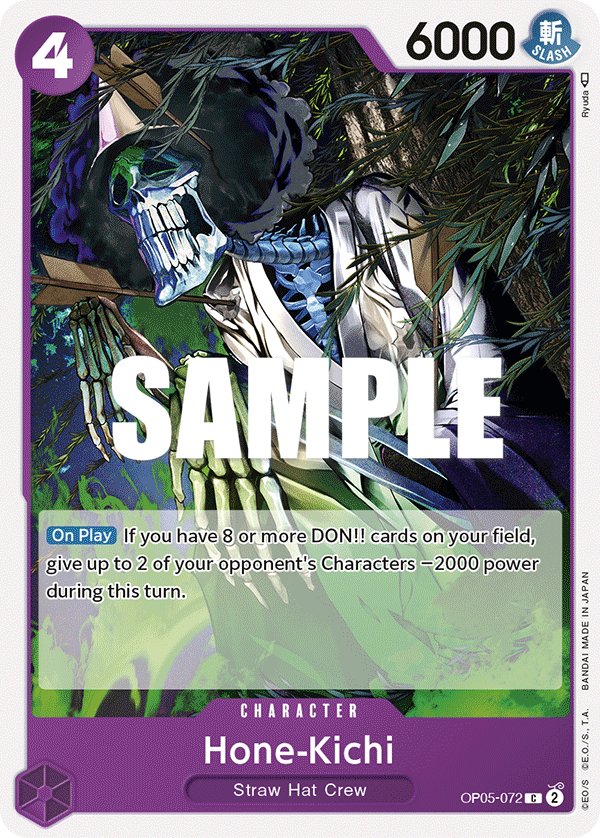 4
6000
斬
SLASH
Ryuda
SAMPLE
On Play If you have 8 or more DON!! cards on your field,
give up to 2 of your opponent's Characters −2000 power
during this turn.
CHARACTER
Hone-Kichi
Straw Hat Crew
OP05-072 C 2
©EO/S ©E.O./S., T.A. BANDAI MADE IN JAPAN